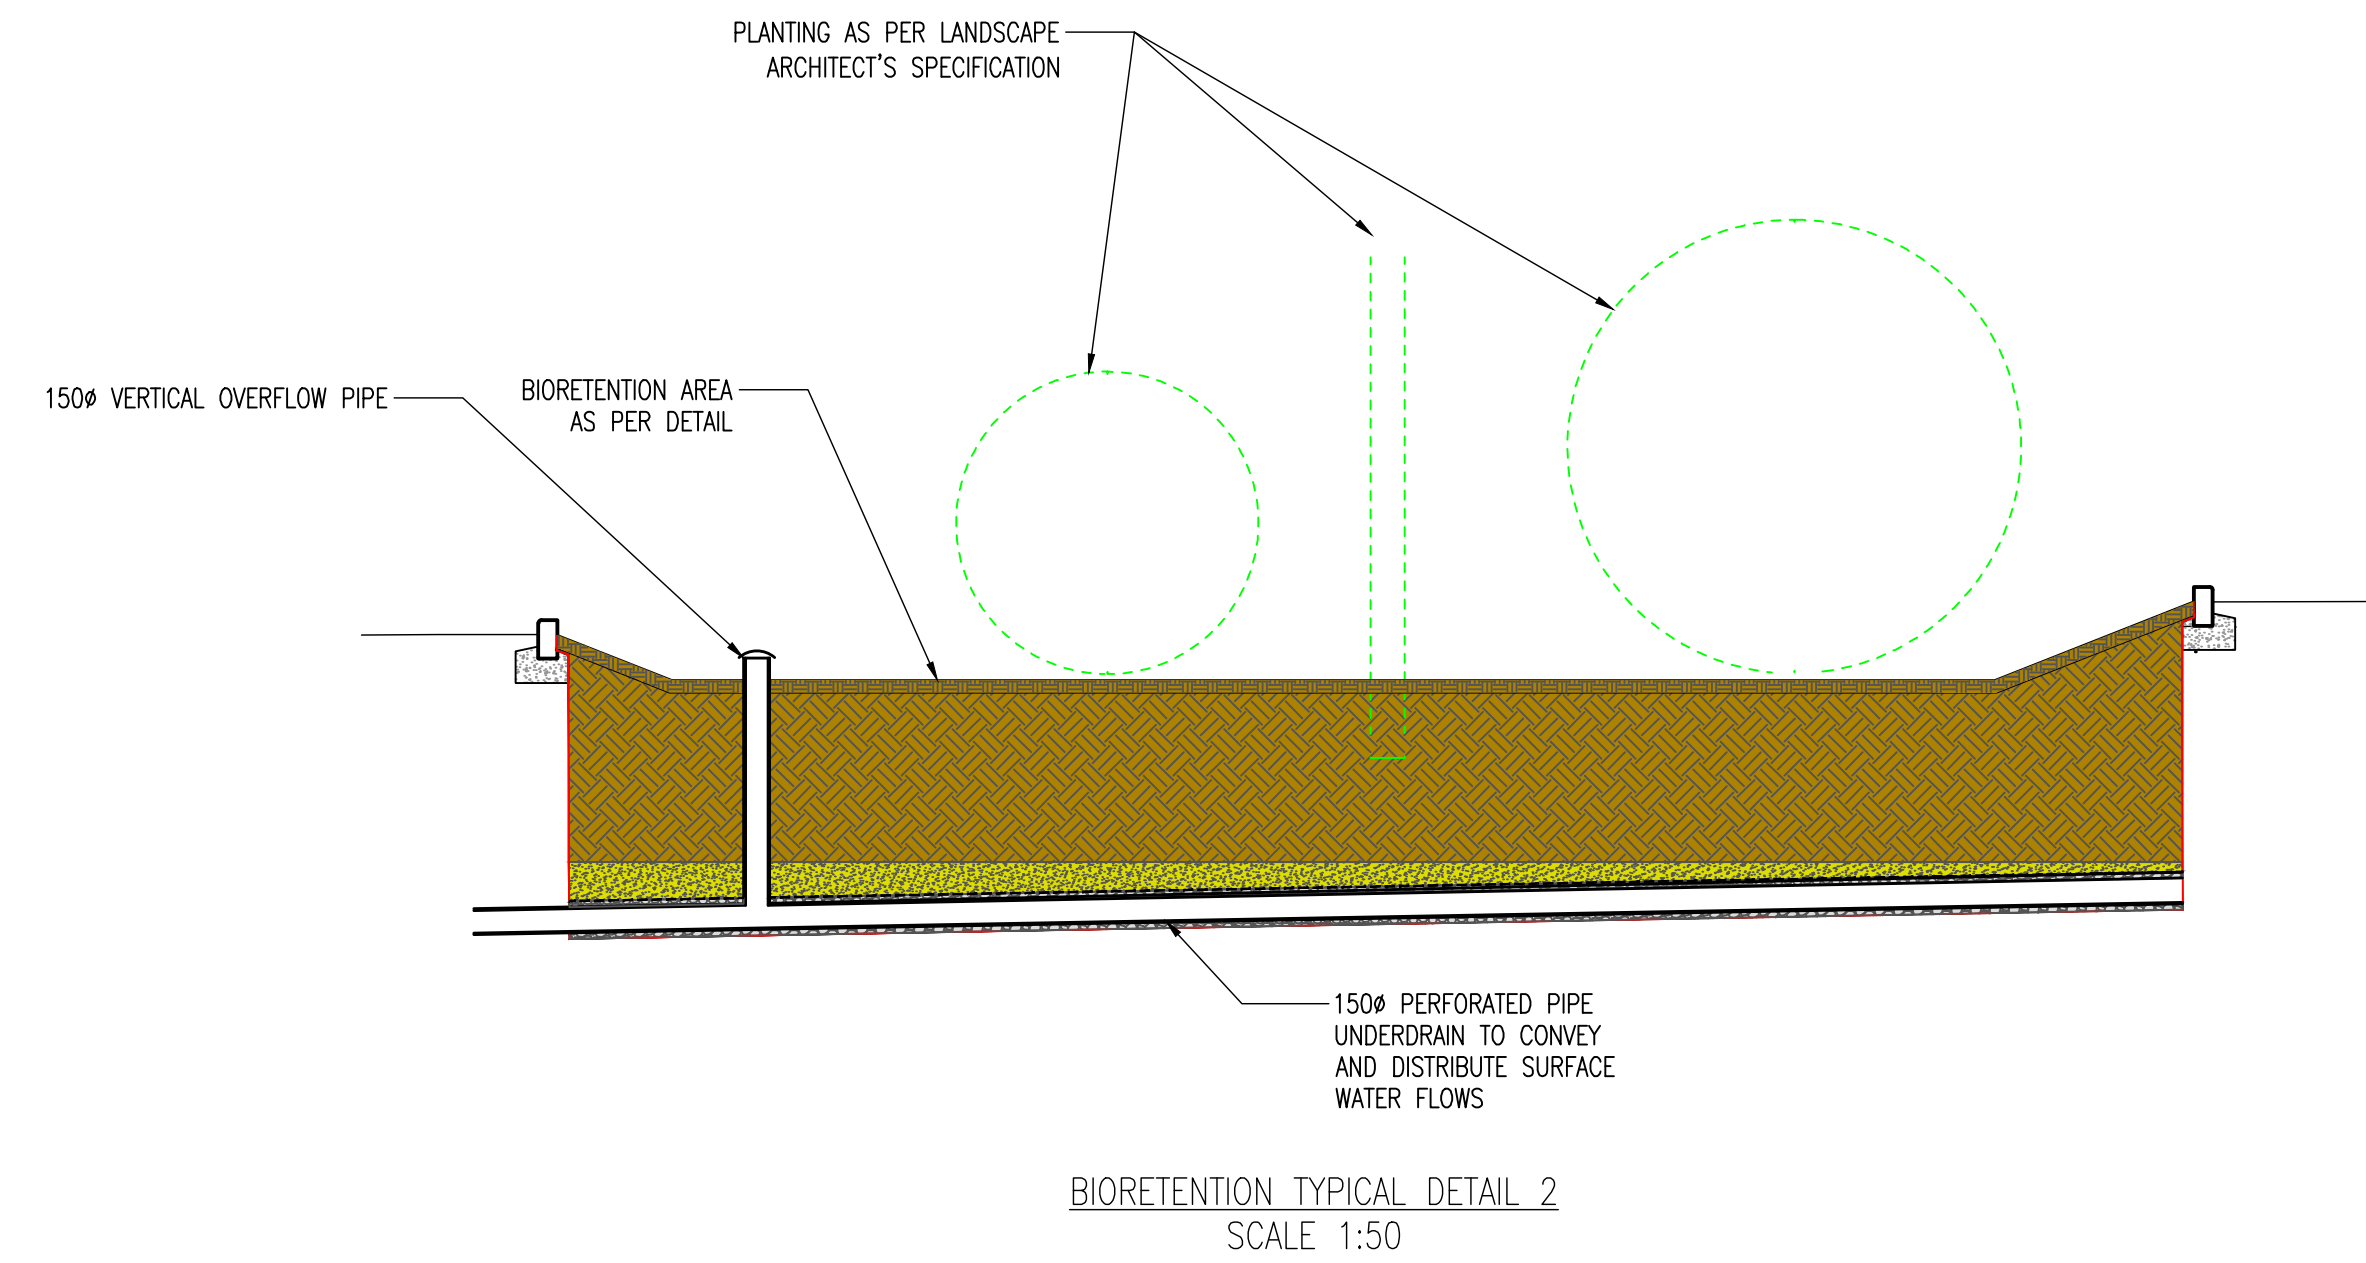 PLANTING AS PER LANDSCAPE
ARCHITECT'S SPECIFICATION
150ø VERTICAL OVERFLOW PIPE
BIORETENTION AREA
AS PER DETAIL
150ø PERFORATED PIPE
UNDERDRAIN TO CONVEY
AND DISTRIBUTE SURFACE
WATER FLOWS
BIORETENTION TYPICAL DETAIL 2
SCALE 1:50